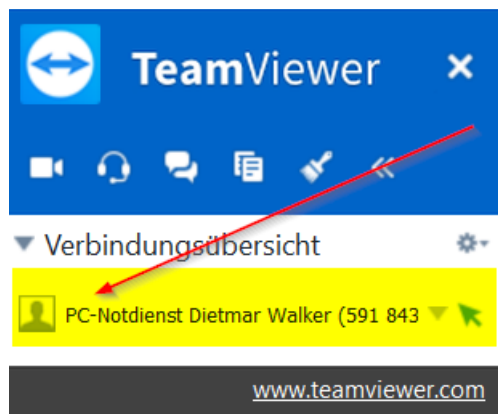 TeamViewer
Verbindungsübersicht
PC-Notdienst Dietmar Walker (591 843
www.teamviewer.com